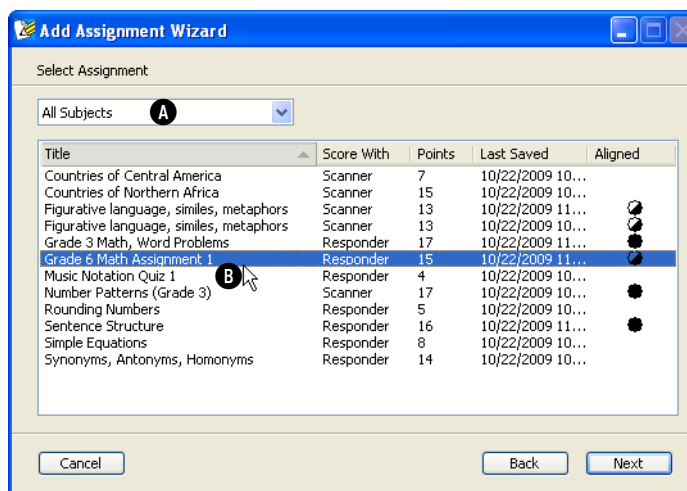 Add Assignment Wizard
Select Assignment
All Subjects A
Title Score With Points Last Saved Aligned
Countries of Central America Scanner 7 10/22/2009 10...
Countries of Northern Africa Scanner 15 10/22/2009 10...
Figurative language, similes, metaphors Scanner 13 10/22/2009 11...
Figurative language, similes, metaphors Scanner 13 10/22/2009 10...
Grade 3 Math, Word Problems Responder 17 10/22/2009 11...
Grade 6 Math Assignment 1 Responder 15 10/22/2009 11...
Music Notation Quiz 1 B Responder 4 10/22/2009 10...
Number Patterns (Grade 3) Scanner 17 10/22/2009 10...
Rounding Numbers Responder 5 10/22/2009 10...
Sentence Structure Responder 16 10/22/2009 11...
Simple Equations Responder 8 10/22/2009 10...
Synonyms, Antonyms, Homonyms Responder 14 10/22/2009 10...
Cancel Back Next